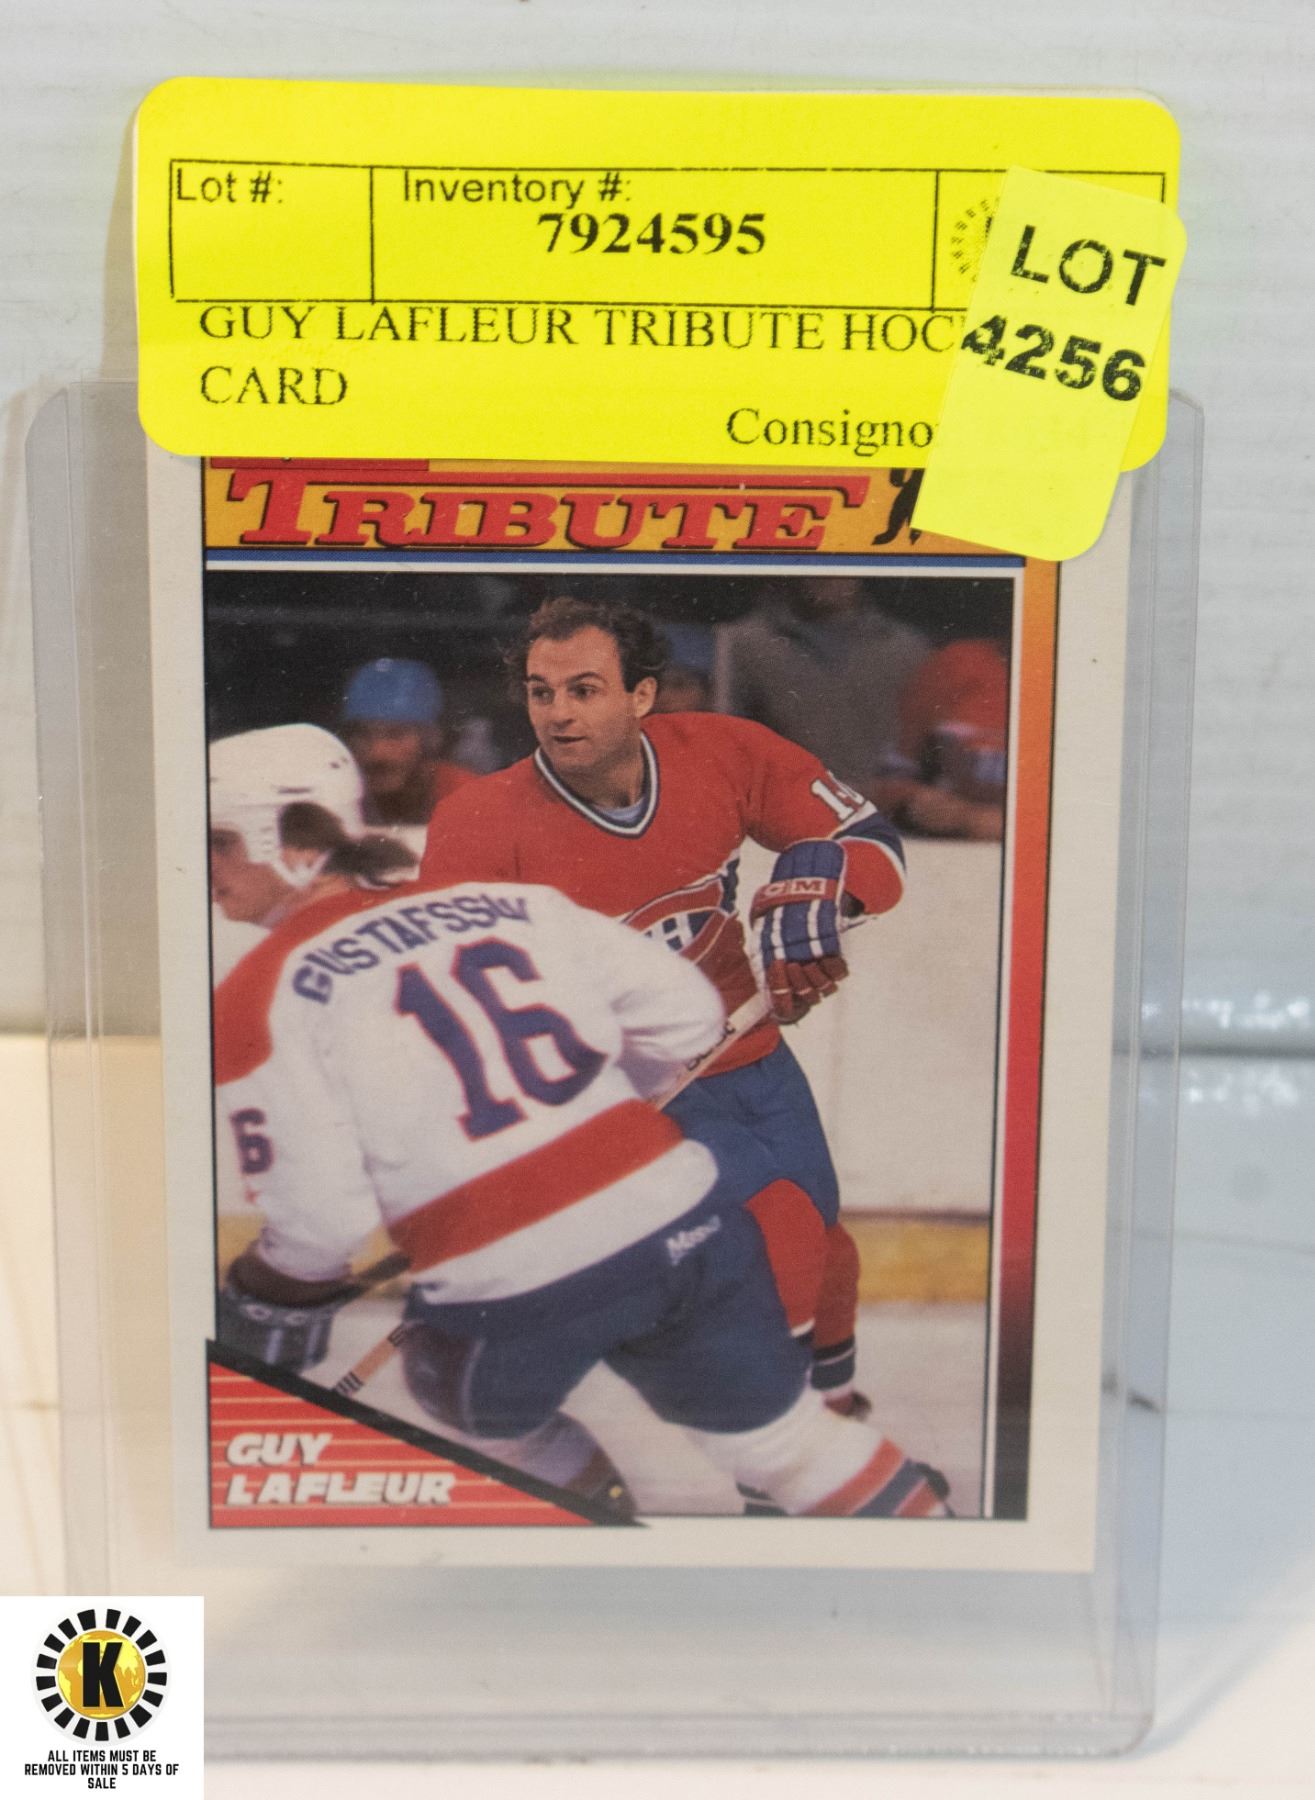 Lot #:
Inventory #:
7924595
LOT
4256
GUY LAFLEUR TRIBUTE HOC
CARD
Consigno
TRIBUTE
CCM
GUSTAFSSON
16
6
GUY
LAFLEUR
K
ALL ITEMS MUST BE
REMOVED WITHIN 5 DAYS OF
SALE